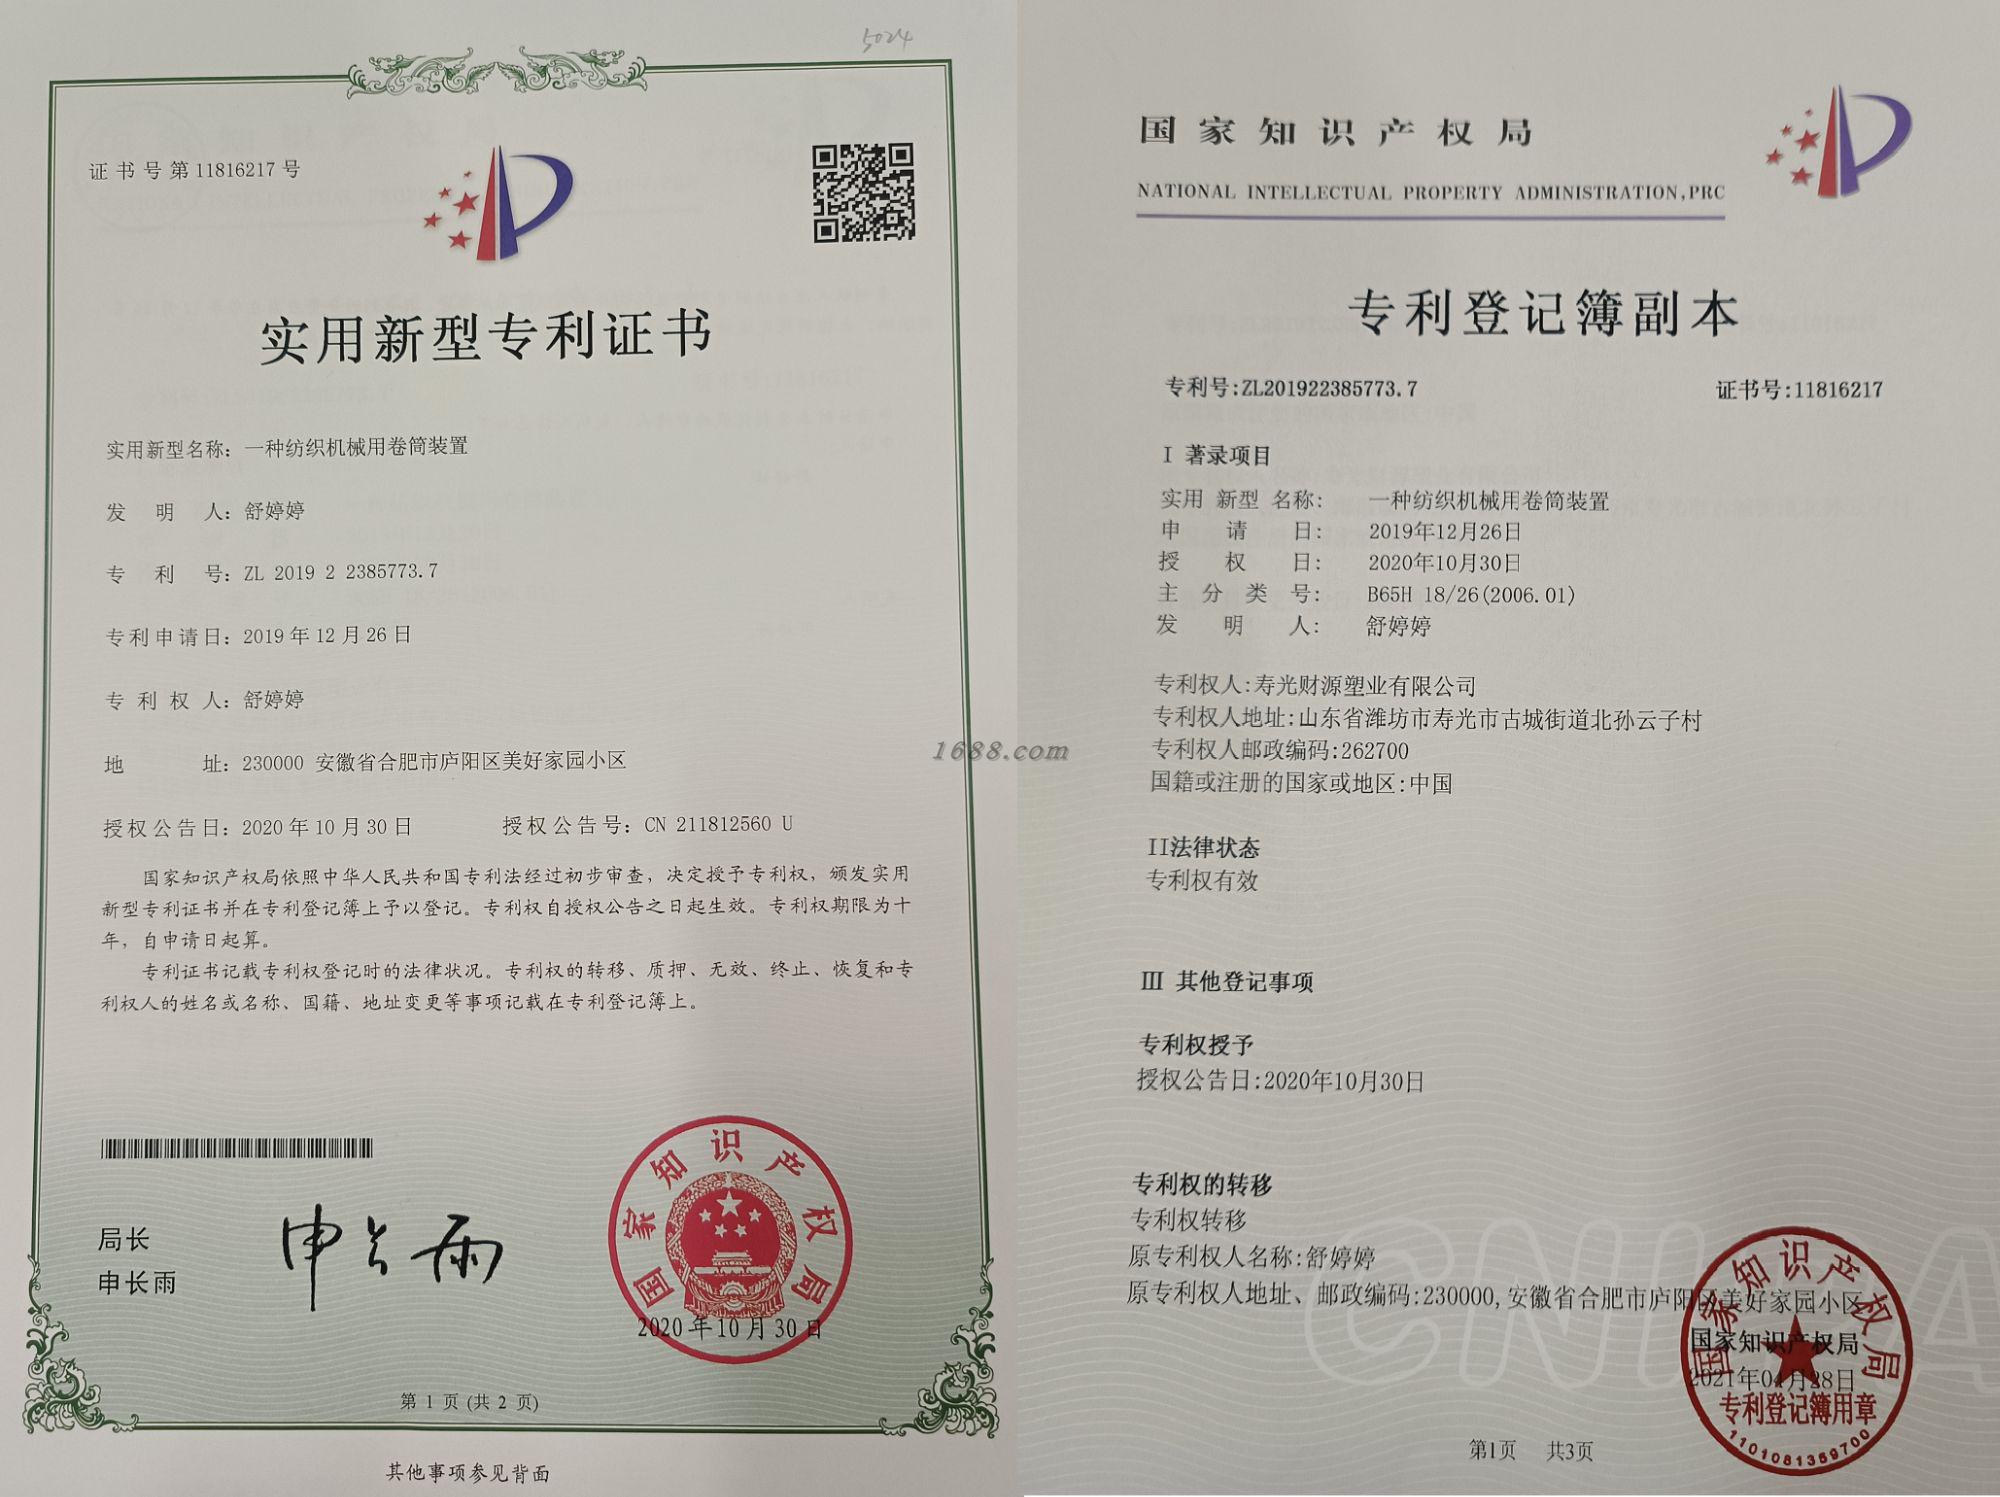 5024
证书号第11816217号
实用新型专利证书
实用新型名称：一种纺织机械用卷筒装置
发明人：舒婷婷
专利号：ZL 2019 2 2385773.7
专利申请日：2019年12月26日
专利权人：舒婷婷
地址：230000 安徽省合肥市庐阳区美好家园小区
授权公告日：2020年10月30日 授权公告号：CN 211812560 U
国家知识产权局依照中华人民共和国专利法经过初步审查，决定授予专利权，颁发实用
新型专利证书并在专利登记簿上予以登记。专利权自授权公告之日起生效。专利权期限为十
年，自申请日起算。
专利证书记载专利权登记时的法律状况。专利权的转移、质押、无效、终止、恢复和专
利权人的姓名或名称、国籍、地址变更等事项记载在专利登记簿上。
局长
申长雨
申长雨
国家知识产权局
2020年10月30日
第 1 页 (共 2 页)
其他事项参见背面
1688.com
国家知识产权局
NATIONAL INTELLECTUAL PROPERTY ADMINISTRATION,PRC
专利登记簿副本
专利号:ZL201922385773.7 证书号:11816217
I 著录项目
实用新型名称: 一种纺织机械用卷筒装置
申请日: 2019年12月26日
授权日: 2020年10月30日
主分类号: B65H 18/26(2006.01)
发明人: 舒婷婷
专利权人:寿光财源塑业有限公司
专利权人地址:山东省潍坊市寿光市古城街道北孙云子村
专利权人邮政编码:262700
国籍或注册的国家或地区:中国
II法律状态
专利权有效
III 其他登记事项
专利权授予
授权公告日:2020年10月30日
专利权的转移
专利权转移
原专利权人名称:舒婷婷
原专利权人地址、邮政编码:230000,安徽省合肥市庐阳区美好家园小区
国家知识产权局
2021年04月28日
国家知识产权局
专利登记簿用章
1101081359700
CNIPA
第1页 共3页